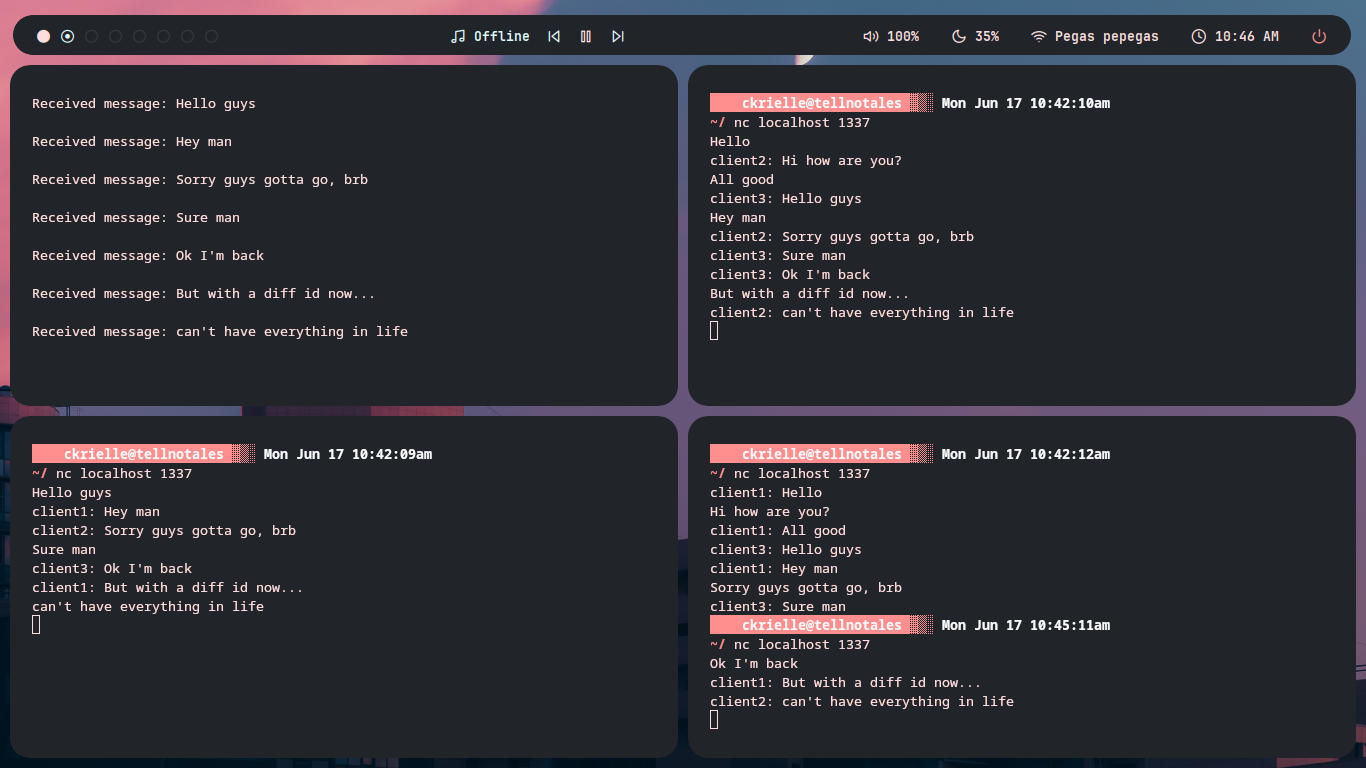 Offline
100%
35%
Pegas pepegas
10:46 AM
Received message: Hello guys
Received message: Hey man
Received message: Sorry guys gotta go, brb
Received message: Sure man
Received message: Ok I'm back
Received message: But with a diff id now...
Received message: can't have everything in life
ckrielle@tellnotales Mon Jun 17 10:42:10am
~/ nc localhost 1337
Hello
client2: Hi how are you?
All good
client3: Hello guys
Hey man
client2: Sorry guys gotta go, brb
client3: Sure man
client3: Ok I'm back
But with a diff id now...
client2: can't have everything in life
ckrielle@tellnotales Mon Jun 17 10:42:09am
~/ nc localhost 1337
Hello guys
client1: Hey man
client2: Sorry guys gotta go, brb
Sure man
client3: Ok I'm back
client1: But with a diff id now...
can't have everything in life
ckrielle@tellnotales Mon Jun 17 10:42:12am
~/ nc localhost 1337
client1: Hello
Hi how are you?
client1: All good
client3: Hello guys
client1: Hey man
Sorry guys gotta go, brb
client3: Sure man
ckrielle@tellnotales Mon Jun 17 10:45:11am
~/ nc localhost 1337
Ok I'm back
client1: But with a diff id now...
client2: can't have everything in life